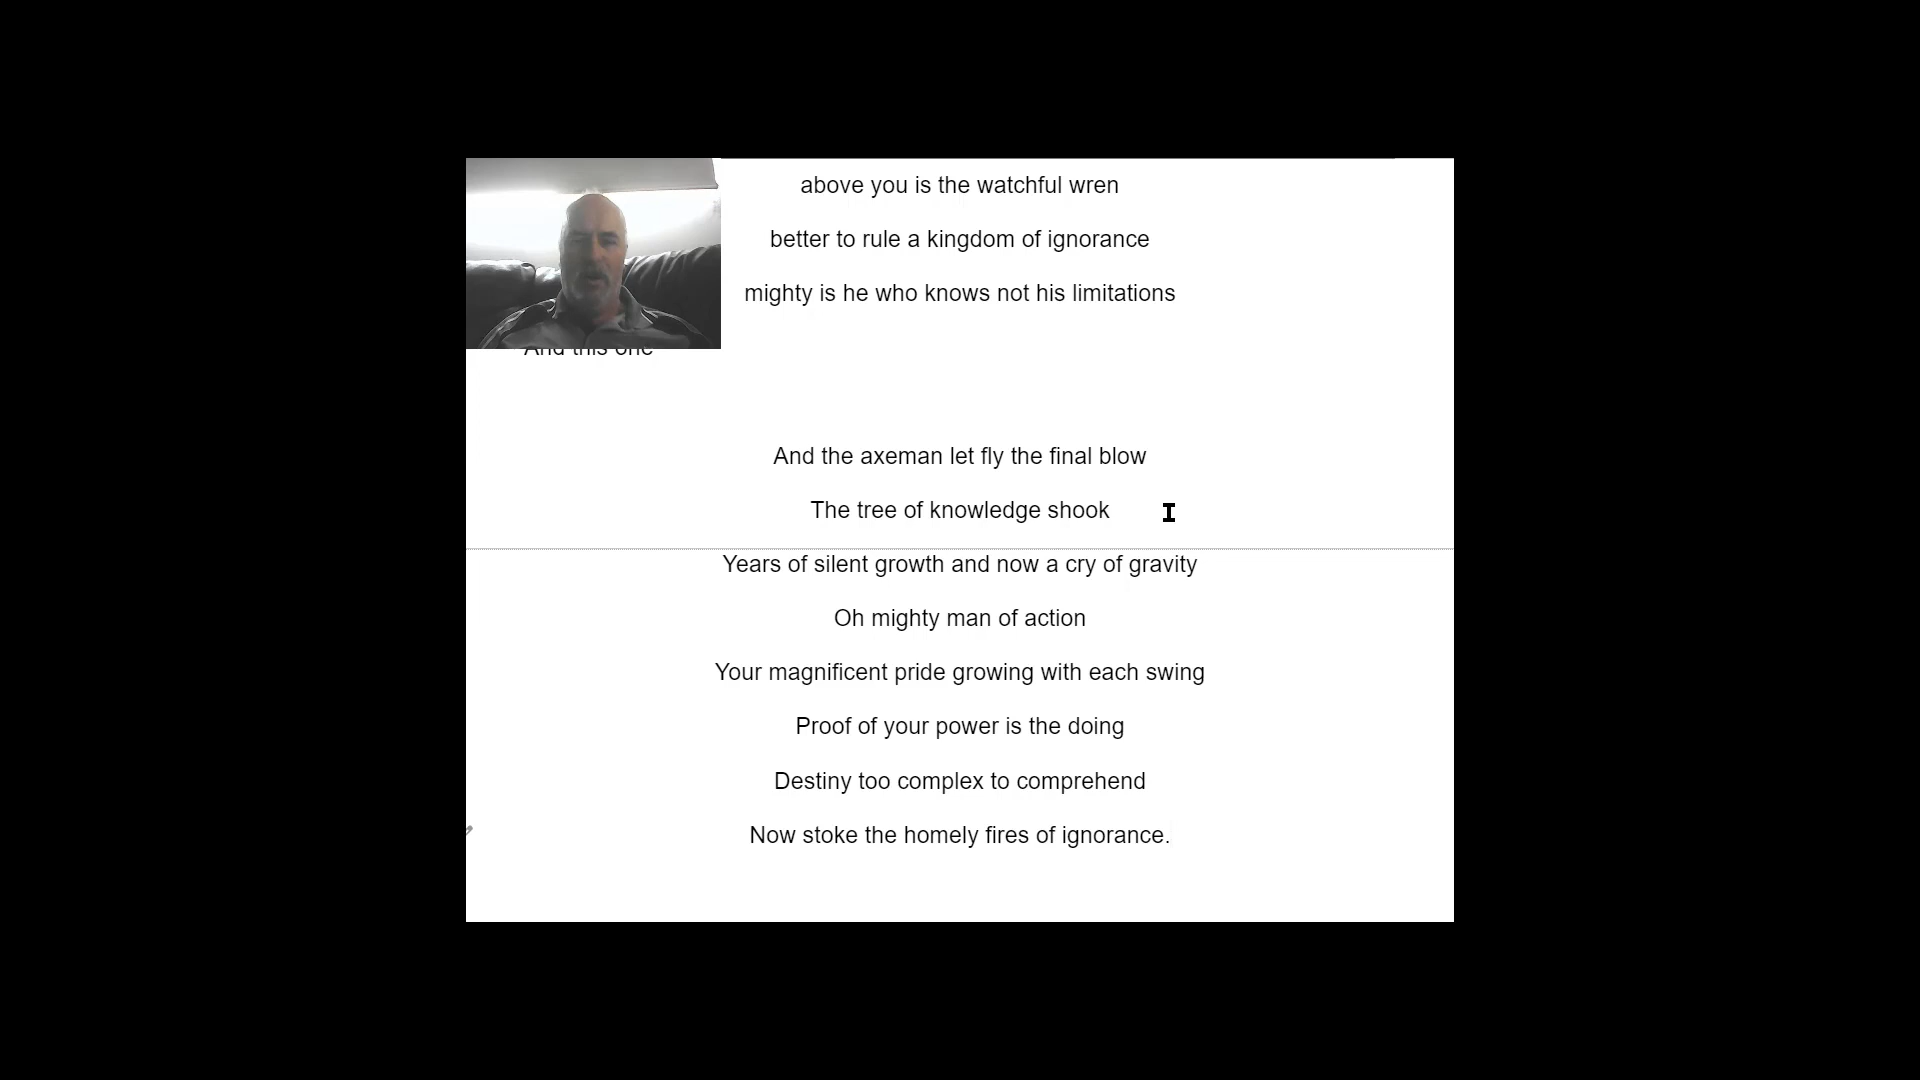 above you is the watchful wren
better to rule a kingdom of ignorance
mighty is he who knows not his limitations
And this one
And the axeman let fly the final blow
The tree of knowledge shook
Years of silent growth and now a cry of gravity
Oh mighty man of action
Your magnificent pride growing with each swing
Proof of your power is the doing
Destiny too complex to comprehend
Now stoke the homely fires of ignorance.